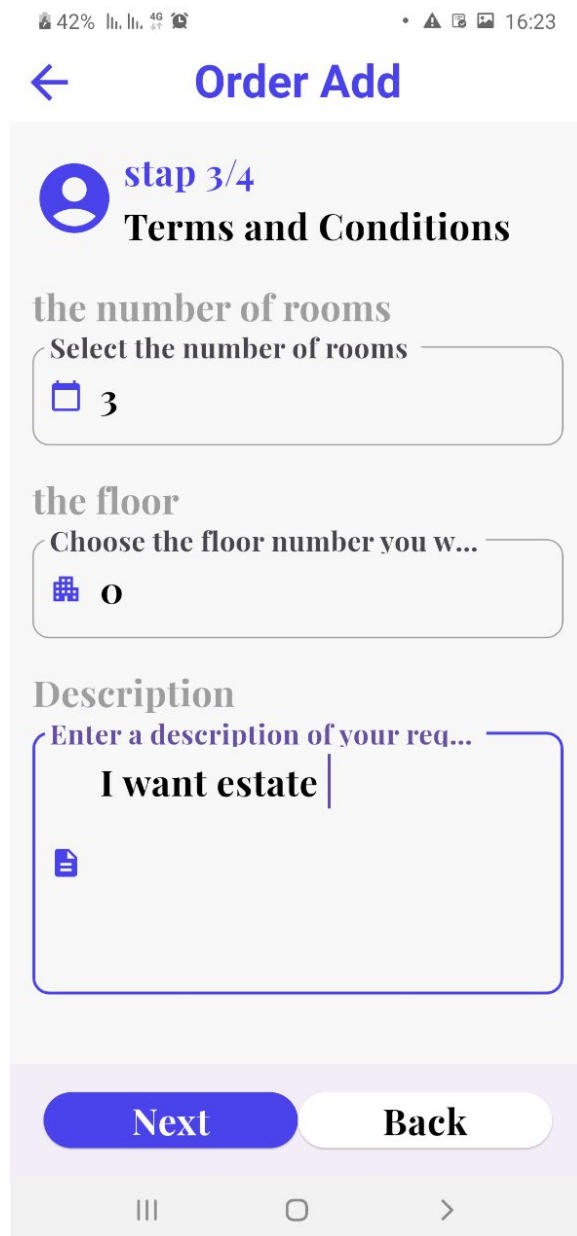 42% 4G 16:23
Order Add
stap 3/4
Terms and Conditions
the number of rooms
Select the number of rooms
3
the floor
Choose the floor number you w...
0
Description
Enter a description of your req...
I want estate
Next Back